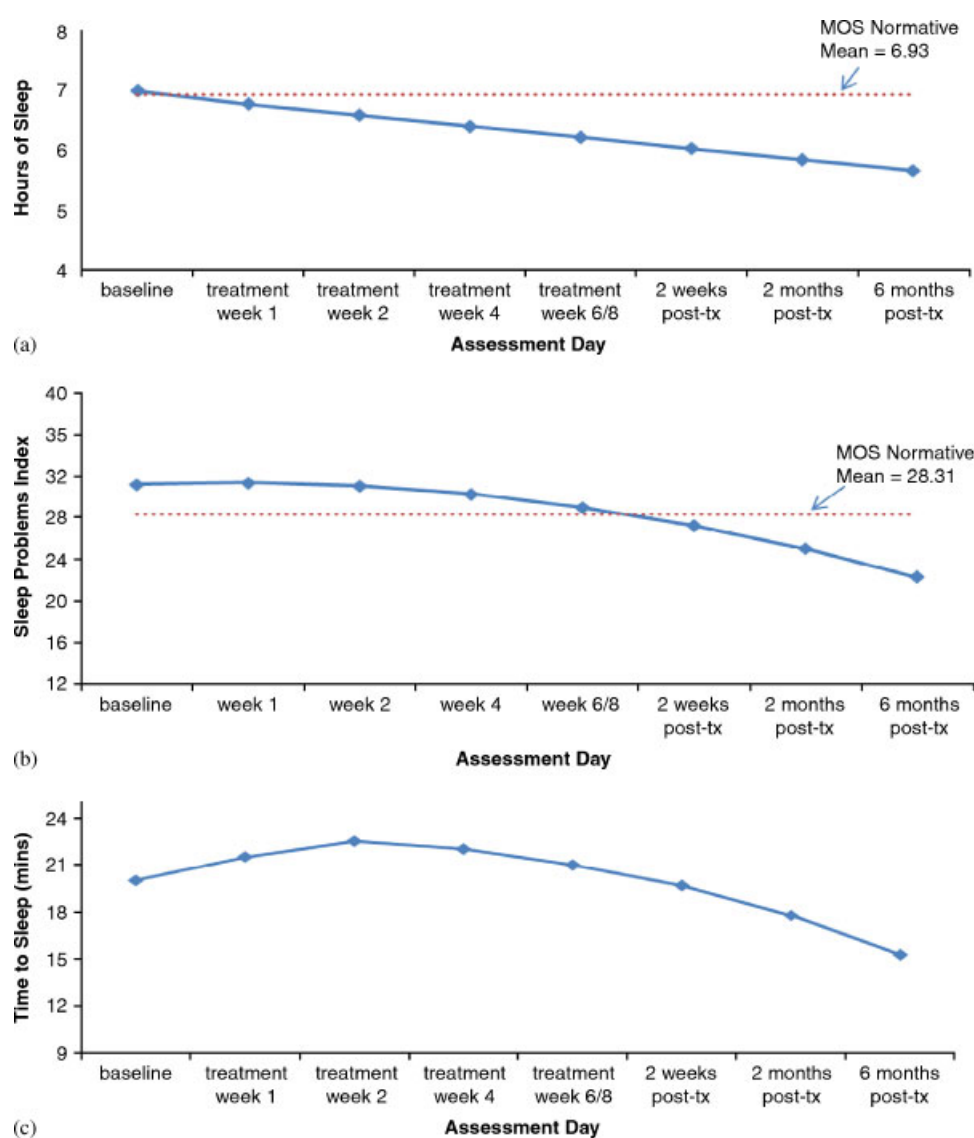 8
MOS Normative
Mean = 6.93
7
6
5
4
Hours of Sleep
baseline treatment treatment treatment treatment 2 weeks 2 months 6 months
week 1 week 2 week 4 week 6/8 post-tx post-tx post-tx
(a) Assessment Day
40
35
MOS Normative
Mean = 28.31
32
28
24
20
16
12
Sleep Problems Index
baseline week 1 week 2 week 4 week 6/8 2 weeks 2 months 6 months
post-tx post-tx post-tx
(b) Assessment Day
24
21
18
15
12
9
Time to Sleep (mins)
baseline treatment treatment treatment treatment 2 weeks 2 months 6 months
week 1 week 2 week 4 week 6/8 post-tx post-tx post-tx
(c) Assessment Day